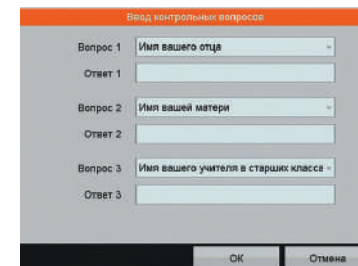 Ввод контрольных вопросов
Вопрос 1 Имя вашего отца
Ответ 1
Вопрос 2 Имя вашей матери
Ответ 2
Вопрос 3 Имя вашего учителя в старших класса
Ответ 3
ОК Отмена